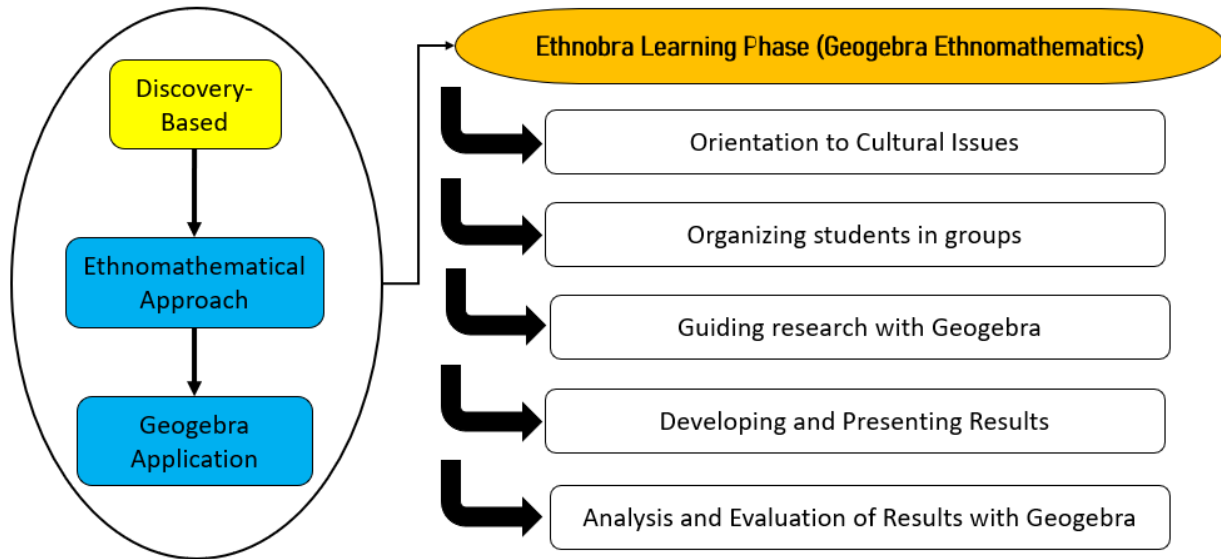 Discovery-
Based
Ethnomathematical
Approach
Geogebra
Application
Ethnobra Learning Phase (Geogebra Ethnomathematics)
Orientation to Cultural Issues
Organizing students in groups
Guiding research with Geogebra
Developing and Presenting Results
Analysis and Evaluation of Results with Geogebra